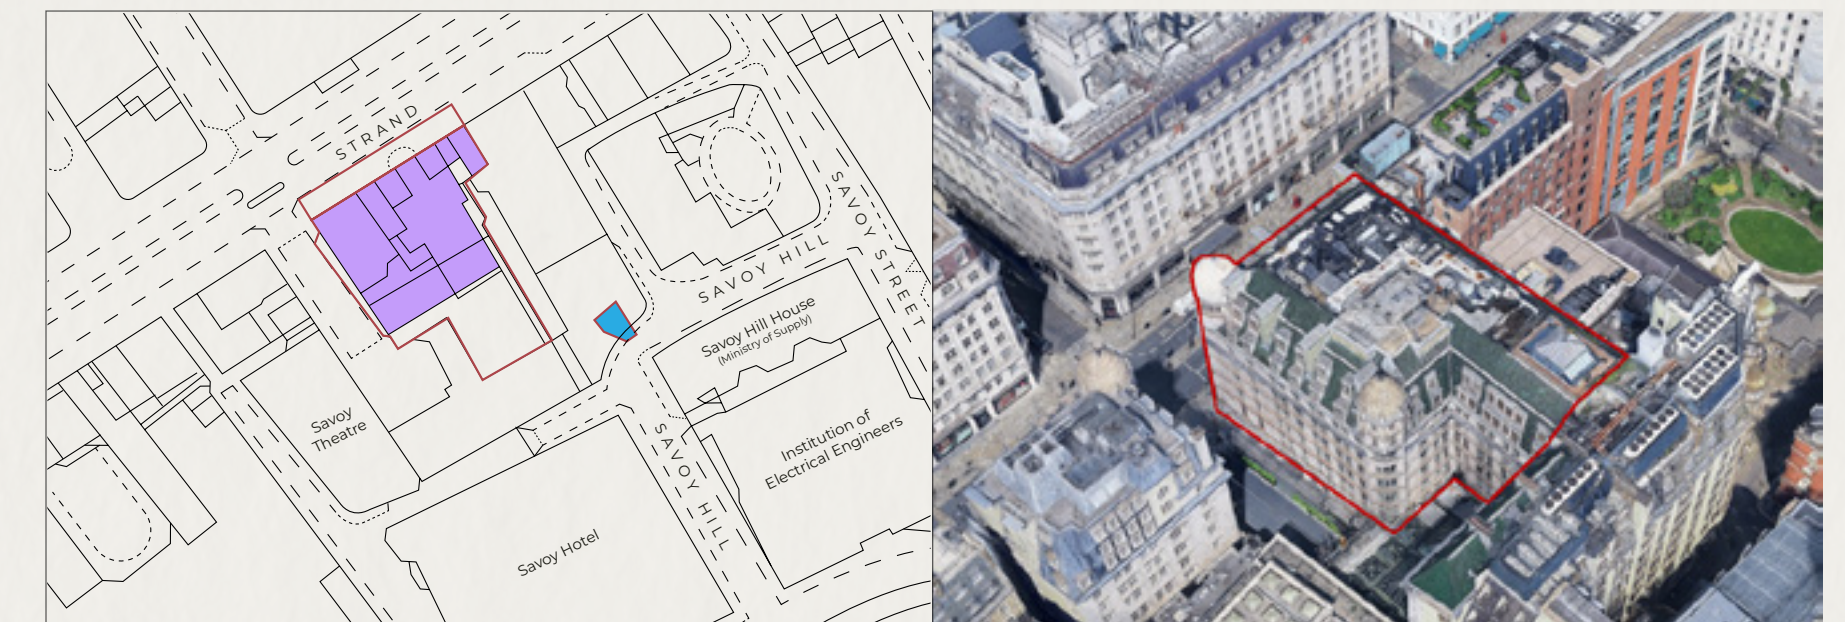 STRAND
SAVOY STREET
SAVOY HILL
Savoy Hill House
(Ministry of Supply)
Savoy
Theatre
Institution of
Electrical Engineers
SAVOY HILL
Savoy Hotel